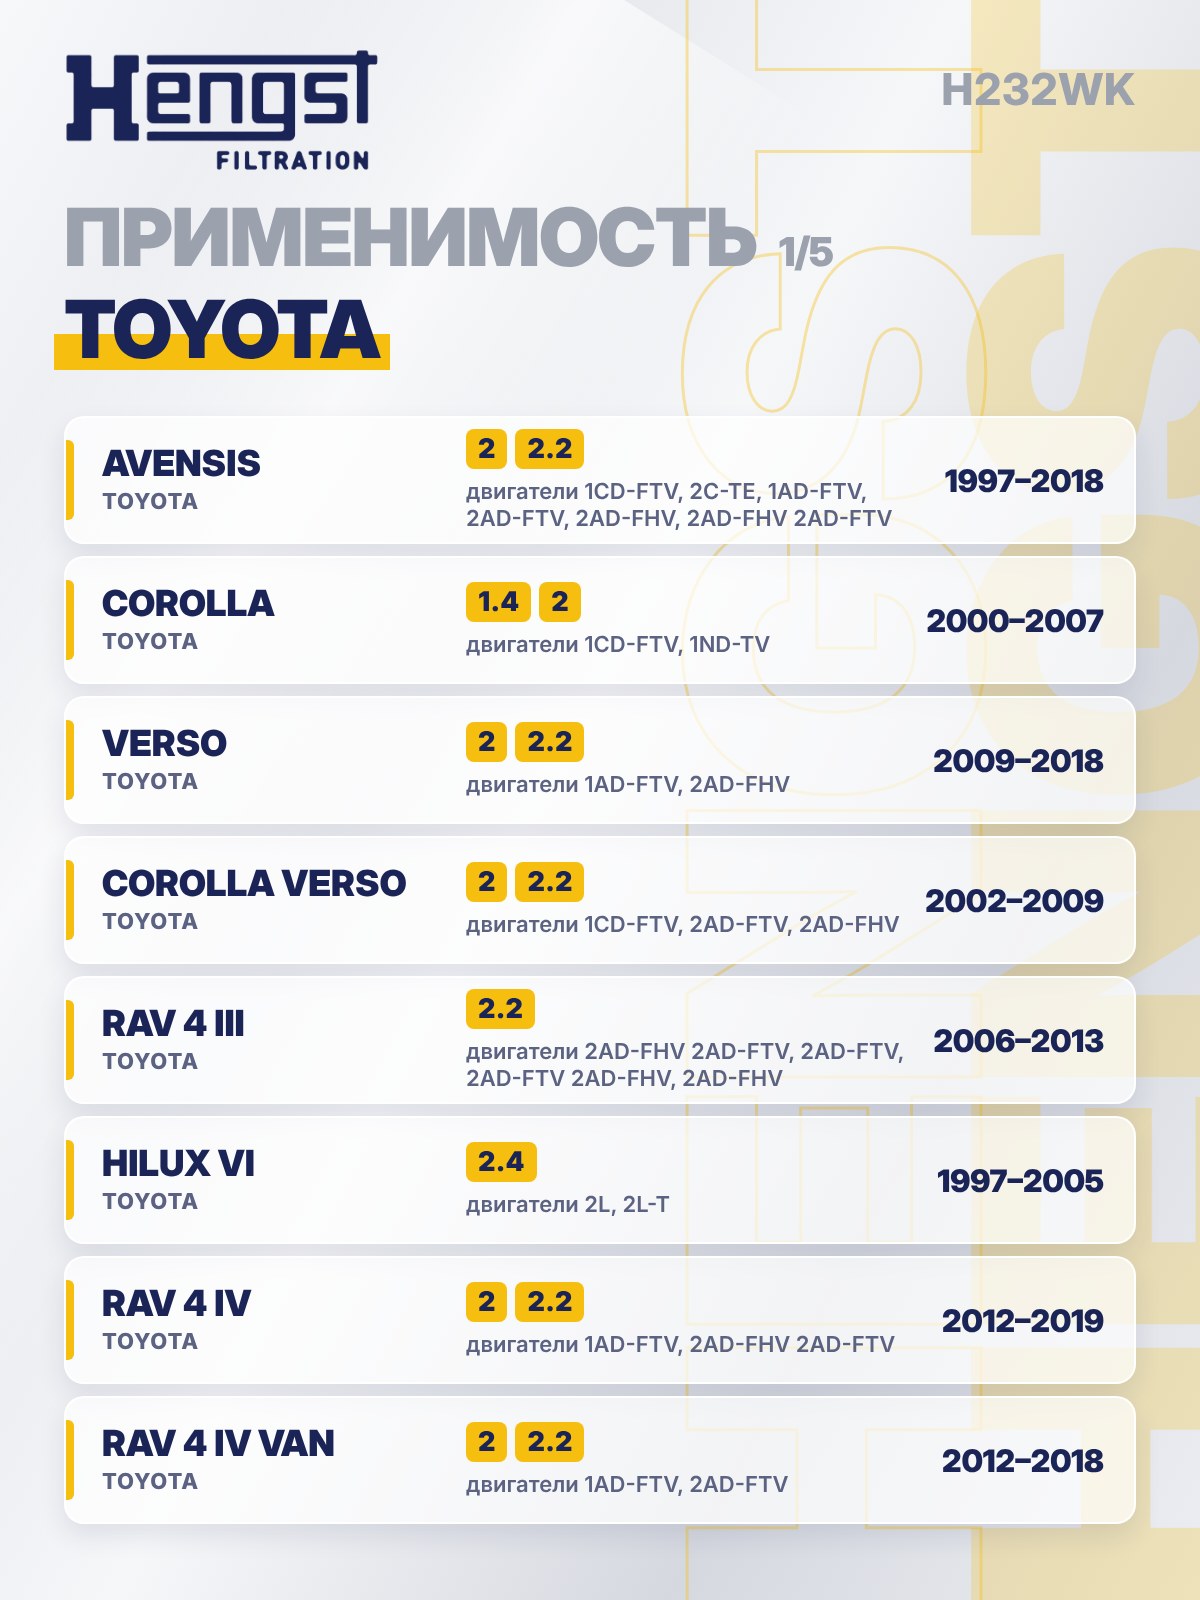 Hengst
FILTRATION
H232WK
ПРИМЕНИМОСТЬ 1/5
TOYOTA
AVENSIS
TOYOTA
2 2.2
двигатели 1CD-FTV, 2C-TE, 1AD-FTV,
2AD-FTV, 2AD-FHV, 2AD-FHV 2AD-FTV
1997–2018
COROLLA
TOYOTA
1.4 2
двигатели 1CD-FTV, 1ND-TV
2000–2007
VERSO
TOYOTA
2 2.2
двигатели 1AD-FTV, 2AD-FHV
2009–2018
COROLLA VERSO
TOYOTA
2 2.2
двигатели 1CD-FTV, 2AD-FTV, 2AD-FHV
2002–2009
RAV 4 III
TOYOTA
2.2
двигатели 2AD-FHV 2AD-FTV, 2AD-FTV,
2AD-FTV 2AD-FHV, 2AD-FHV
2006–2013
HILUX VI
TOYOTA
2.4
двигатели 2L, 2L-T
1997–2005
RAV 4 IV
TOYOTA
2 2.2
двигатели 1AD-FTV, 2AD-FHV 2AD-FTV
2012–2019
RAV 4 IV VAN
TOYOTA
2 2.2
двигатели 1AD-FTV, 2AD-FTV
2012–2018
HENGST
HENGST